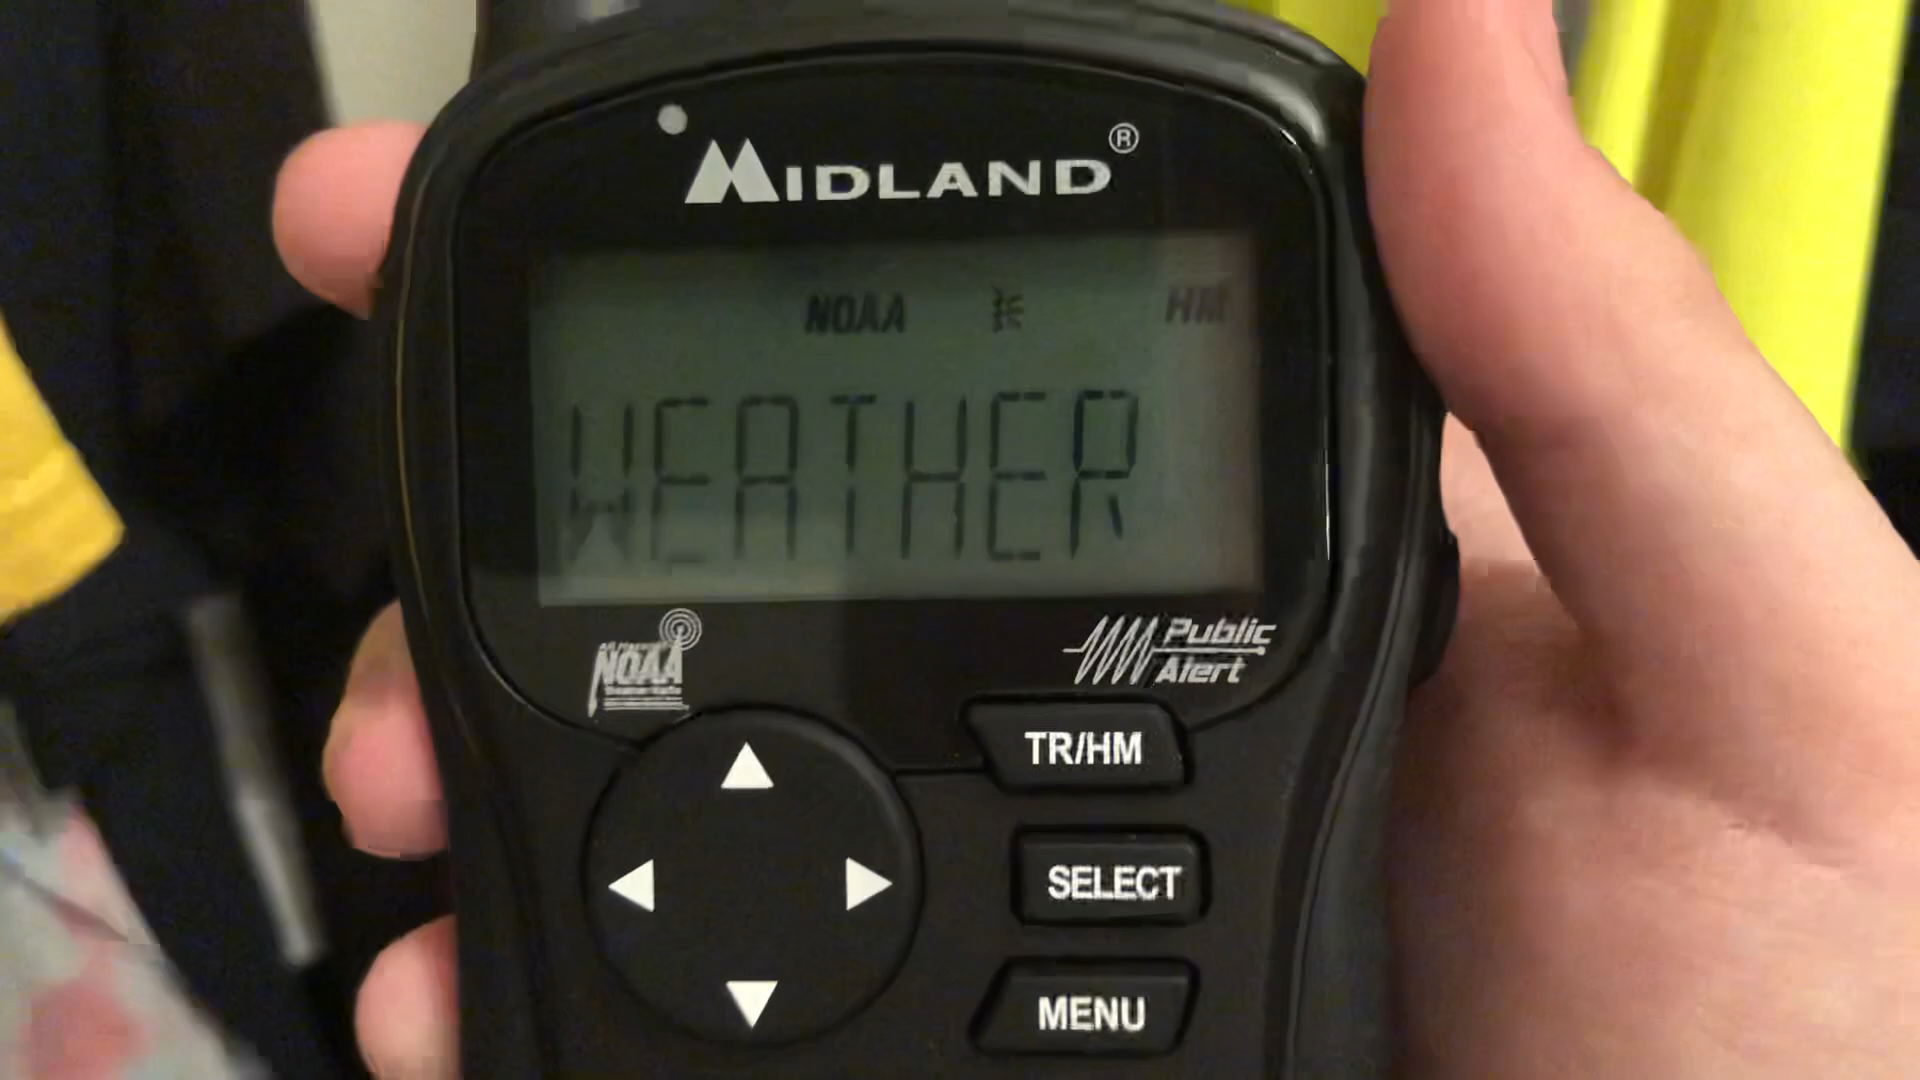 MIDLAND®
NOAA HM
WEATHER
NOAA
Public
Alert
TR/HM
SELECT
MENU